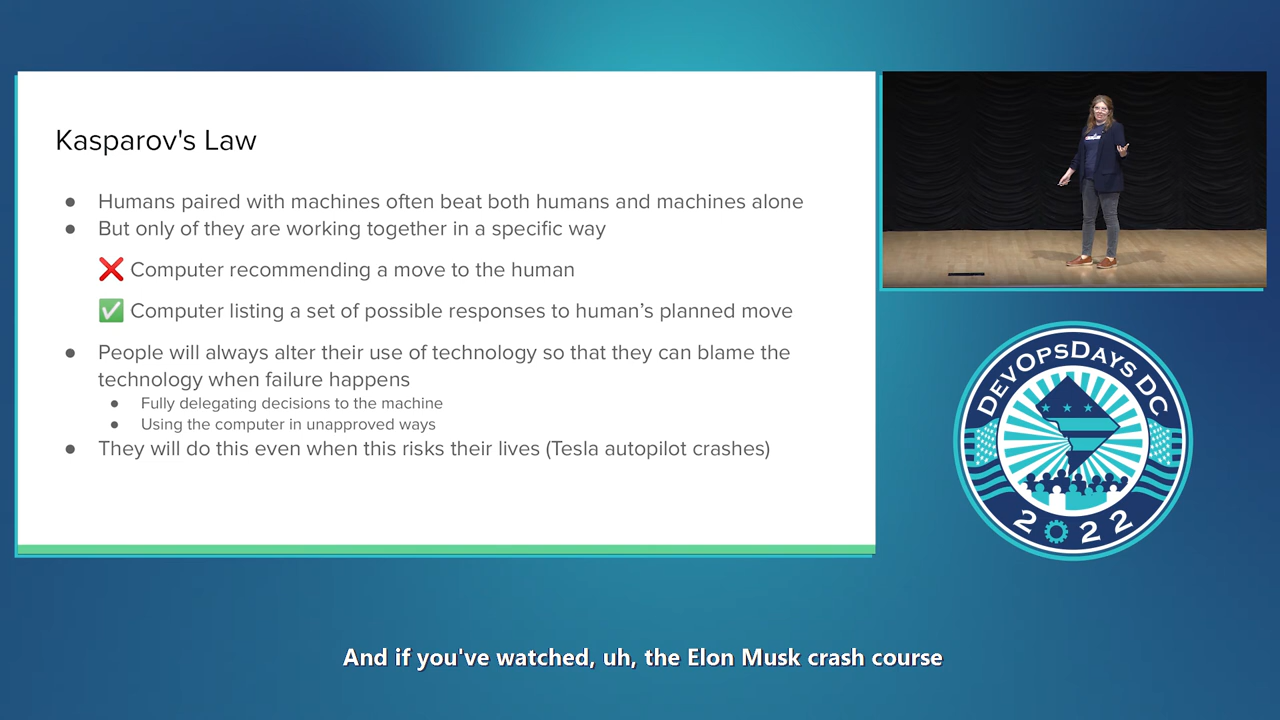 Kasparov's Law
● Humans paired with machines often beat both humans and machines alone
● But only of they are working together in a specific way
❌ Computer recommending a move to the human
✅ Computer listing a set of possible responses to human’s planned move
● People will always alter their use of technology so that they can blame the
technology when failure happens
● Fully delegating decisions to the machine
● Using the computer in unapproved ways
● They will do this even when this risks their lives (Tesla autopilot crashes)
DEVOPSDAYS DC
2022
And if you've watched, uh, the Elon Musk crash course